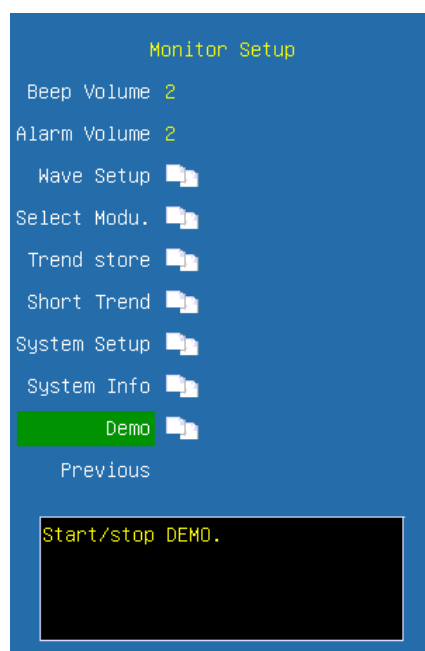 Monitor Setup
Beep Volume 2
Alarm Volume 2
Wave Setup
Select Modu.
Trend store
Short Trend
System Setup
System Info
Demo
Previous
Start/stop DEMO.